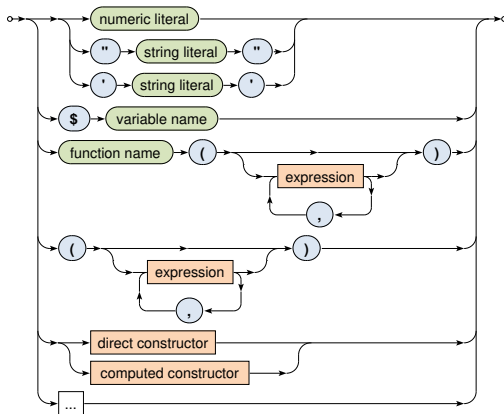 numeric literal
" string literal "
' string literal '
$ variable name
function name ( )
expression
,
( )
expression
,
direct constructor
computed constructor
...